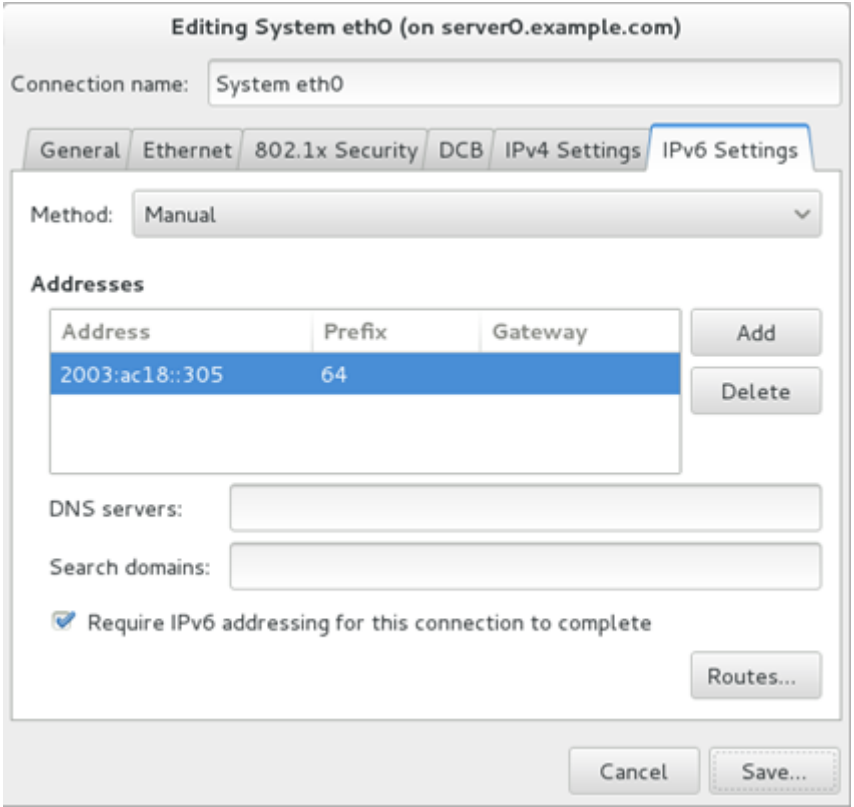 Editing System eth0 (on server0.example.com)
Connection name: System eth0
General Ethernet 802.1x Security DCB IPv4 Settings IPv6 Settings
Method: Manual
Addresses
Address Prefix Gateway Add
2003:ac18::305 64
Delete
DNS servers:
Search domains:
Require IPv6 addressing for this connection to complete
Routes...
Cancel Save...